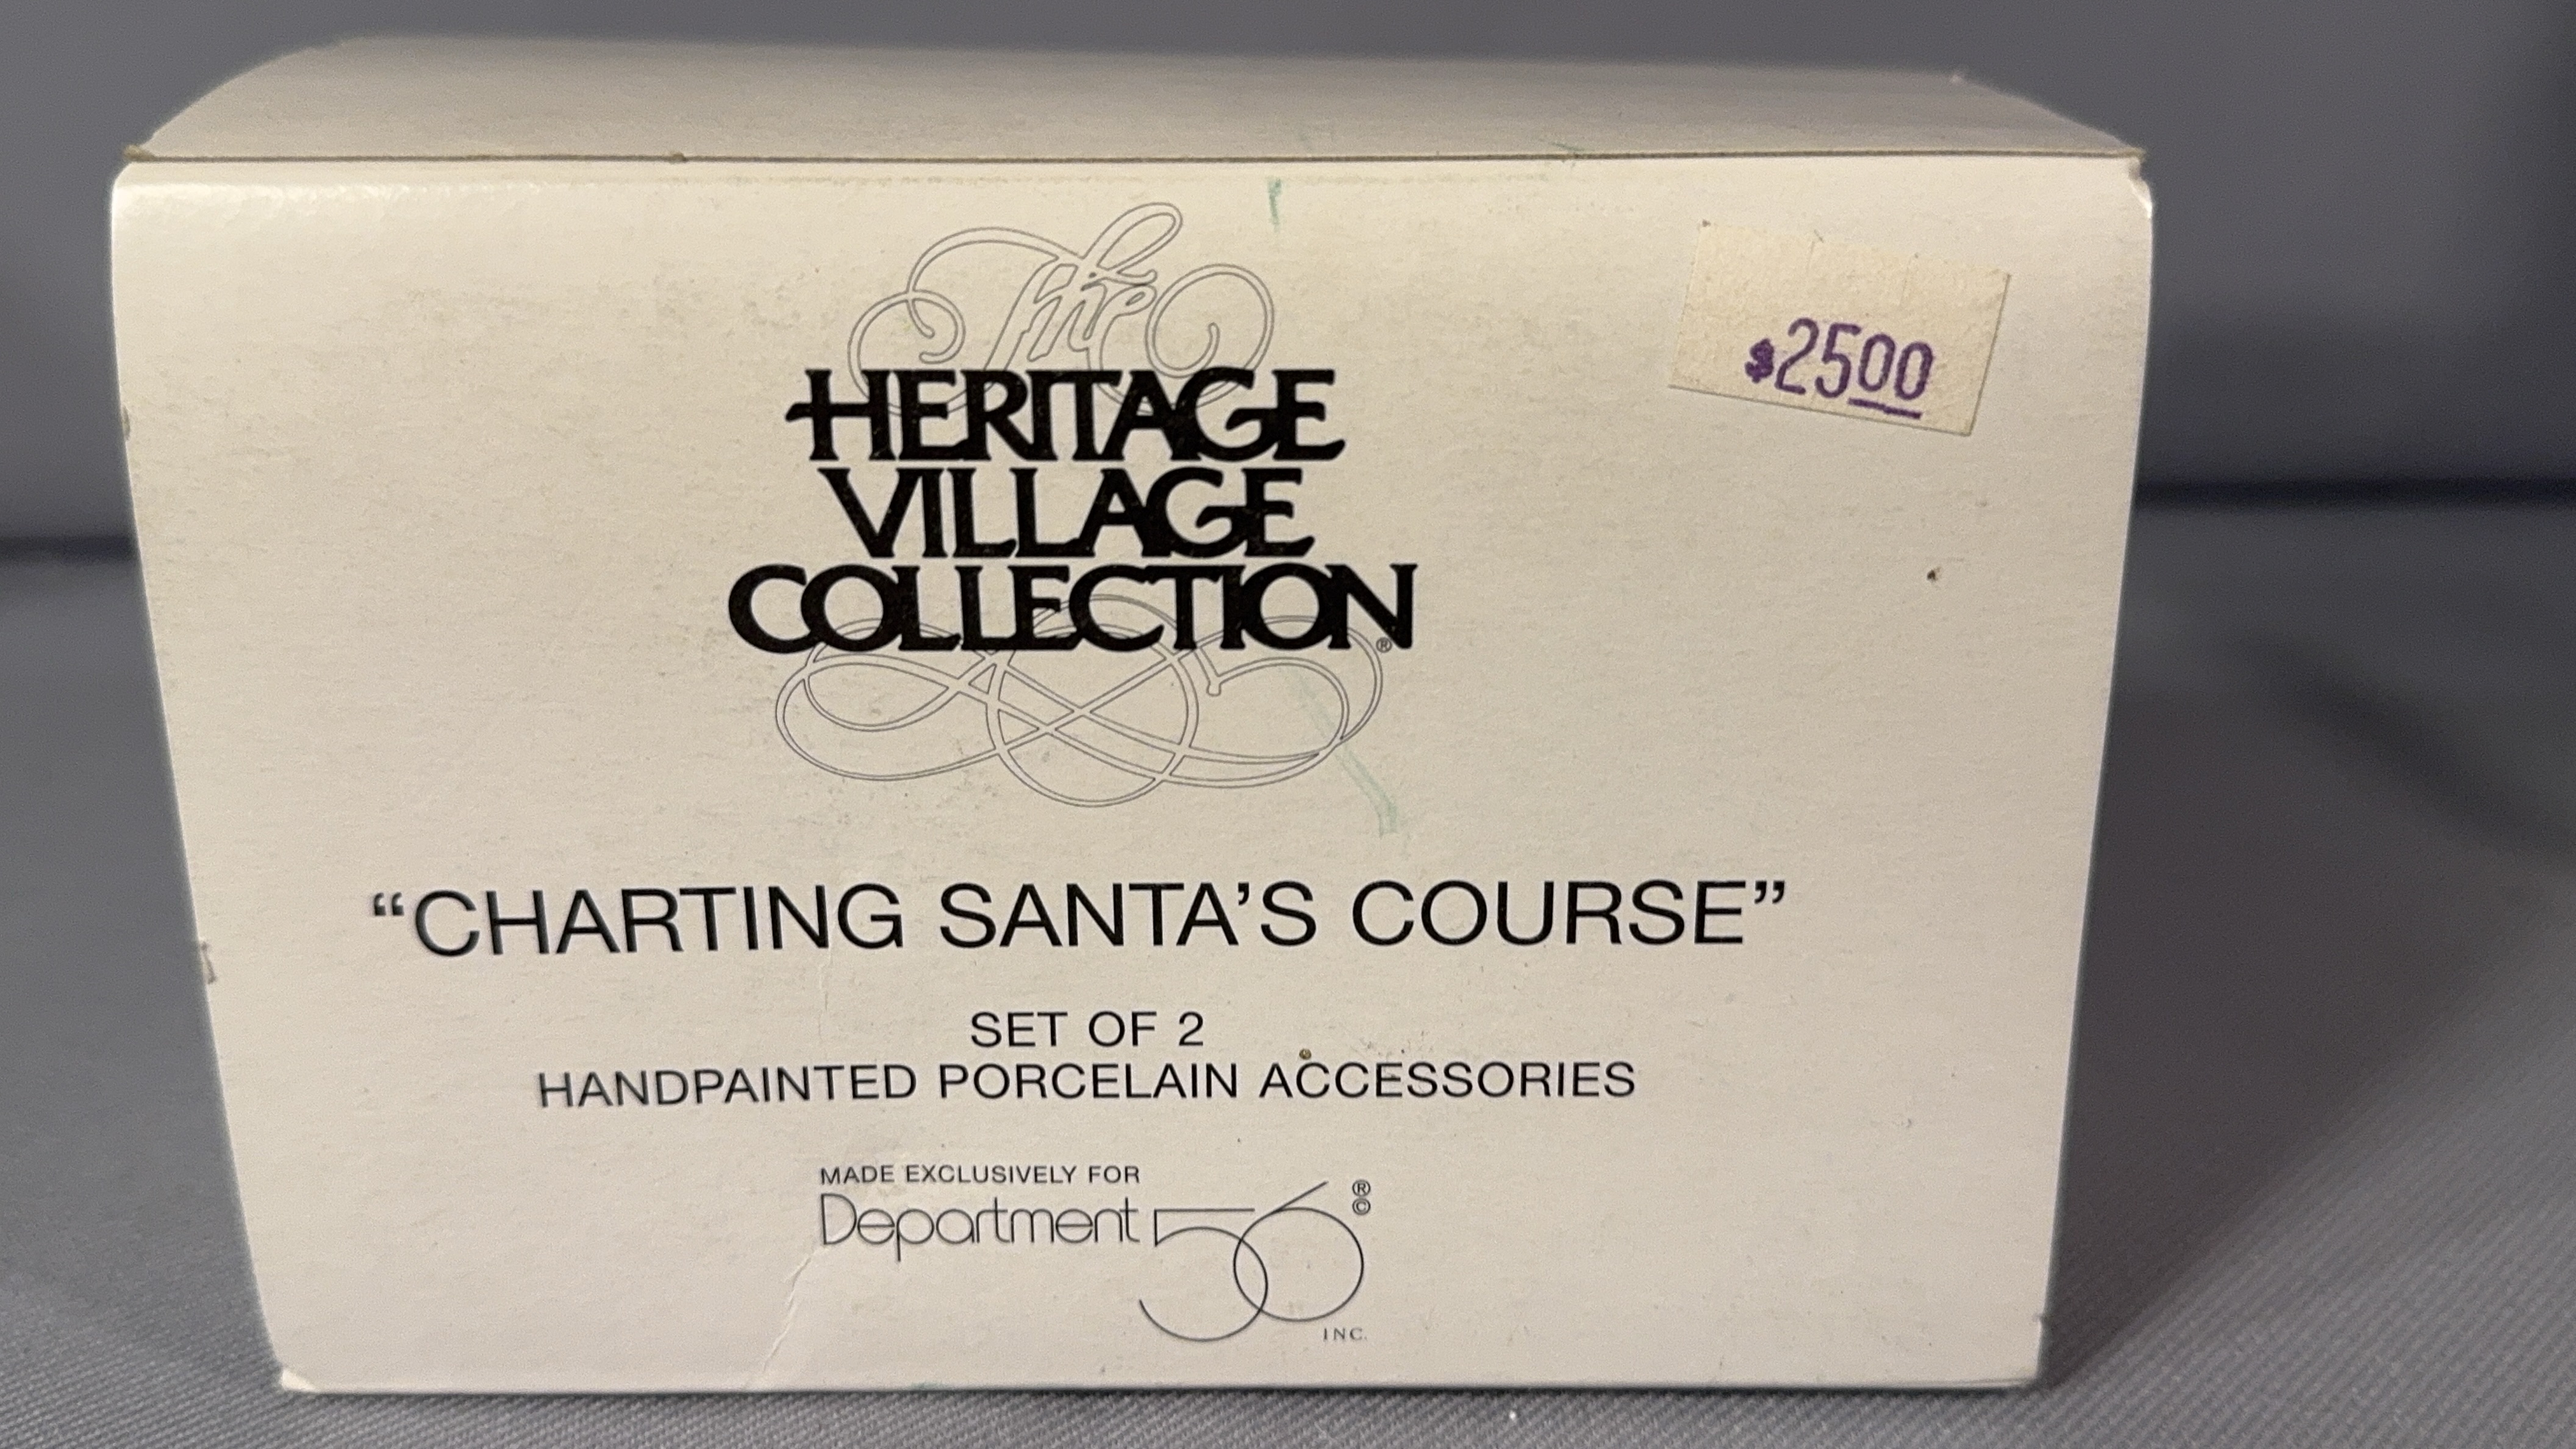 The
HERITAGE
VILLAGE
COLLECTION®
$2500
“CHARTING SANTA’S COURSE”
SET OF 2
HANDPAINTED PORCELAIN ACCESSORIES
MADE EXCLUSIVELY FOR
Department 56 ® ©
INC.